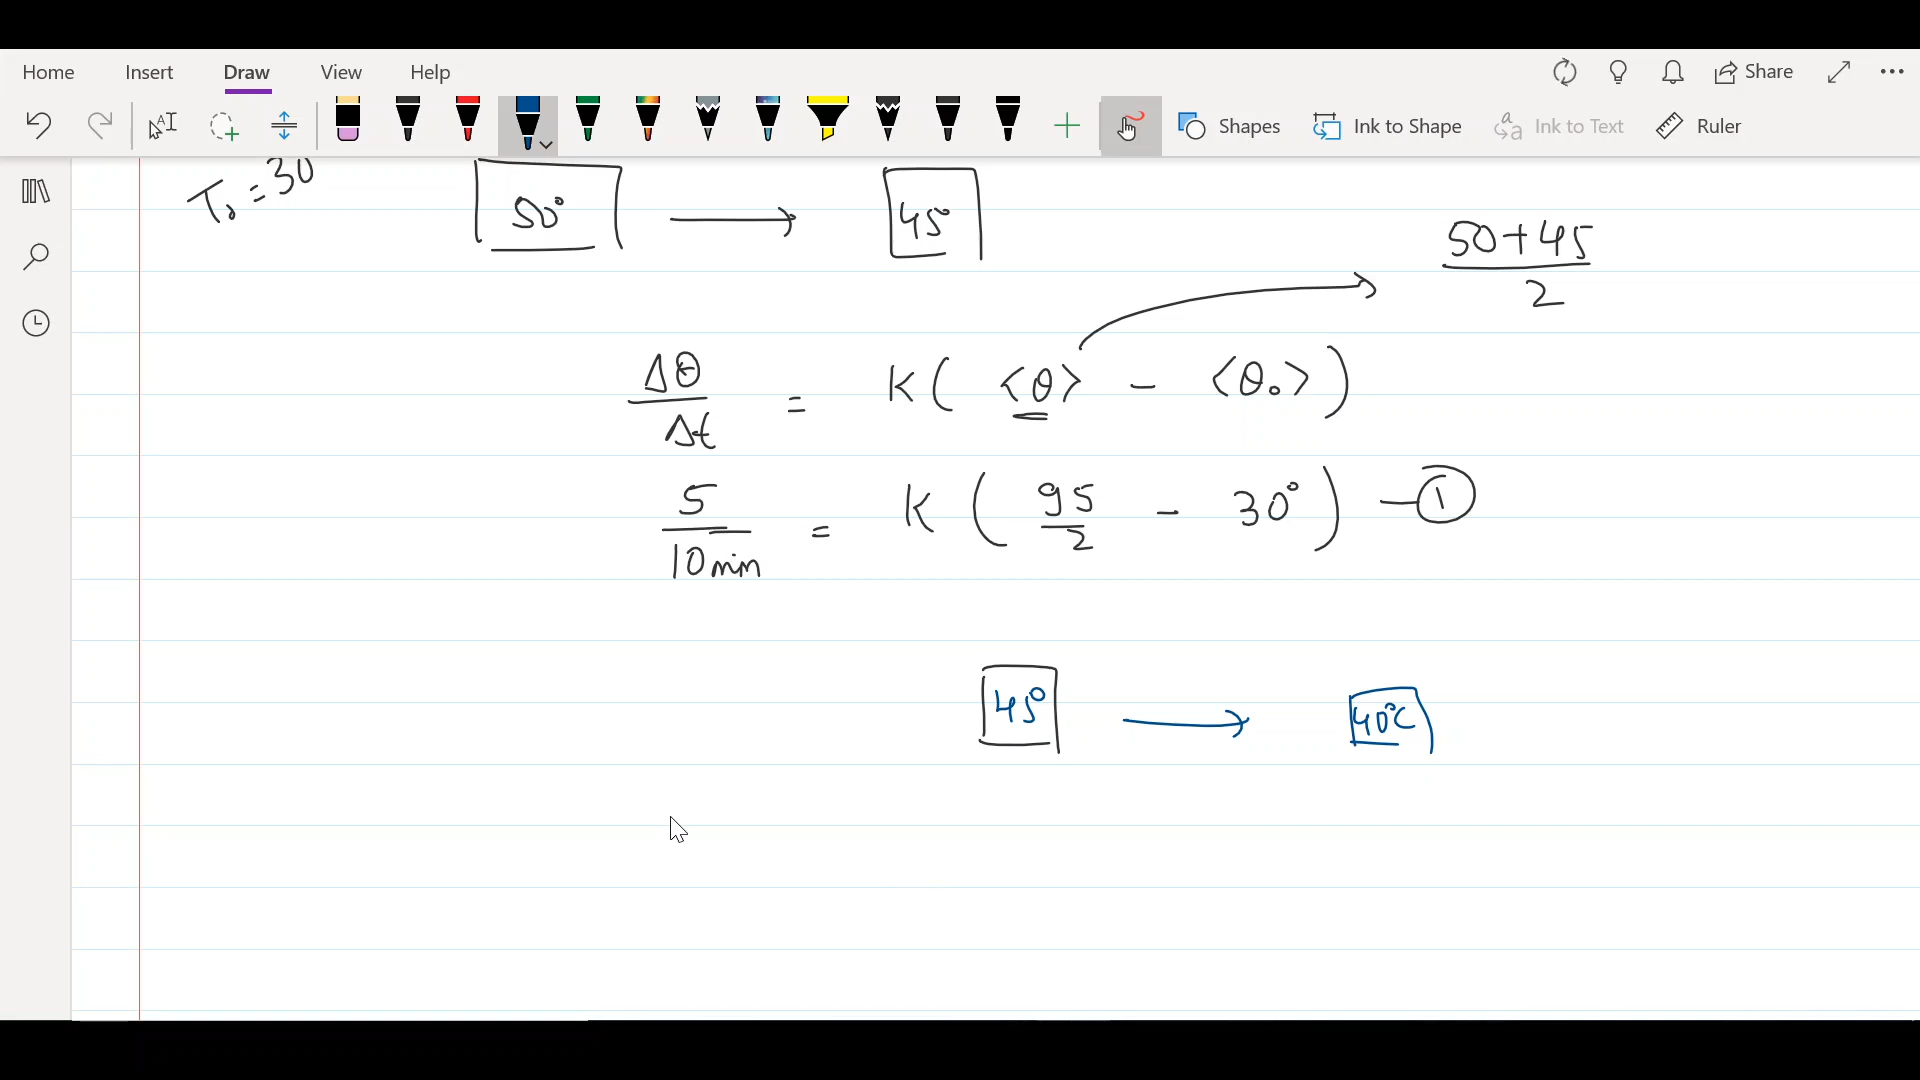 Home Insert Draw View Help Share
Shapes Ink to Shape Ink to Text Ruler
Tr = 30 50° → 45°
50+45
2
Δθ/Δt = K( <θ> - <θ₀> )
5/10min = K ( 95/2 - 30° ) — ①
45° → 40°C